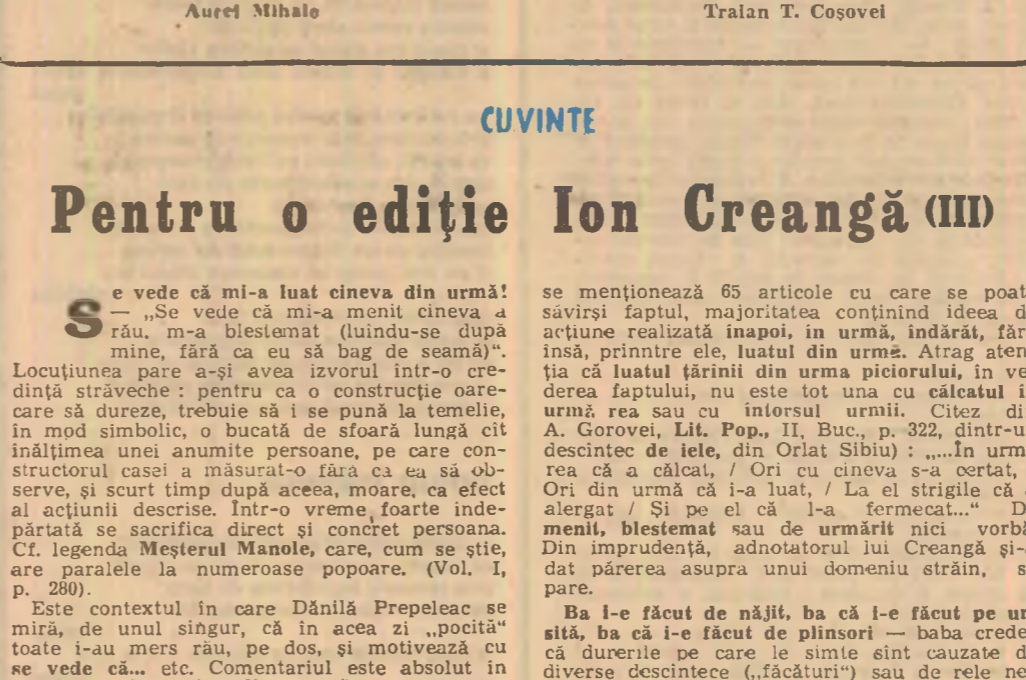 Aurel Mihale
Traian T. Coșovei
CUVINTE
Pentru o ediţie Ion Creangă (III)
Se vede că mi-a luat cineva din urmă!
— „Se vede că mi-a menit cineva a
rău, m-a blestemat (luîndu-se după
mine, fără ca eu să bag de seamă)“.
Locuţiunea pare a-şi avea izvorul într-o cre-
dinţă străveche : pentru ca o construcţie oare-
care să dureze, trebuie să i se pună la temelie,
în mod simbolic, o bucată de sfoară lungă cît
înălţimea unei anumite persoane, pe care con-
structorul casei a măsurat-o fără ca ea să ob-
serve, şi scurt timp după aceea, moare, ca efect
al acţiunii descrise. Într-o vreme foarte înde-
părtată se sacrifica direct şi concret persoana.
Cf. legenda Meşterul Manole, care, cum se ştie,
are paralele la numeroase popoare. (Vol. I,
p. 280).
Este contextul în care Dănilă Prepeleac se
miră, de unul singur, că în acea zi „pocită“
toate i-au mers rău, pe dos, şi motivează cu
se vede că... etc. Comentariul este absolut in
se menţionează 65 articole cu care se poat
săvîrşi faptul, majoritatea conţinînd ideea d
acţiune realizată înapoi, în urmă, îndărăt, făr
însă, prinntre ele, luatul din urmă. Atrag aten
ţia că luatul ţărinii din urma piciorului, în ve
derea faptului, nu este tot una cu călcatul î
urmă rea sau cu întorsul urmii. Citez di
A. Gorovei, Lit. Pop., II, Buc., p. 322, dintr-u
descîntec de iele, din Orlat Sibiu) : „...În urm
rea că a călcat, / Ori cu cineva s-a certat,
Ori din urmă că i-a luat, / La el strigile că
alergat / Şi pe el că l-a fermecat...“ D
menit, blestemat sau de urmărit nici vorbă
Din imprudenţă, adnotatorul lui Creangă şi-
dat părerea asupra unui domeniu străin, s
pare.
Ba i-e făcut de năjit, ba că i-e făcut pe ur
sită, ba că i-e făcut de plînsori — baba crede
că durerile pe care le simte sînt cauzate d
diverse descîntece („făcături“) sau de rele ne